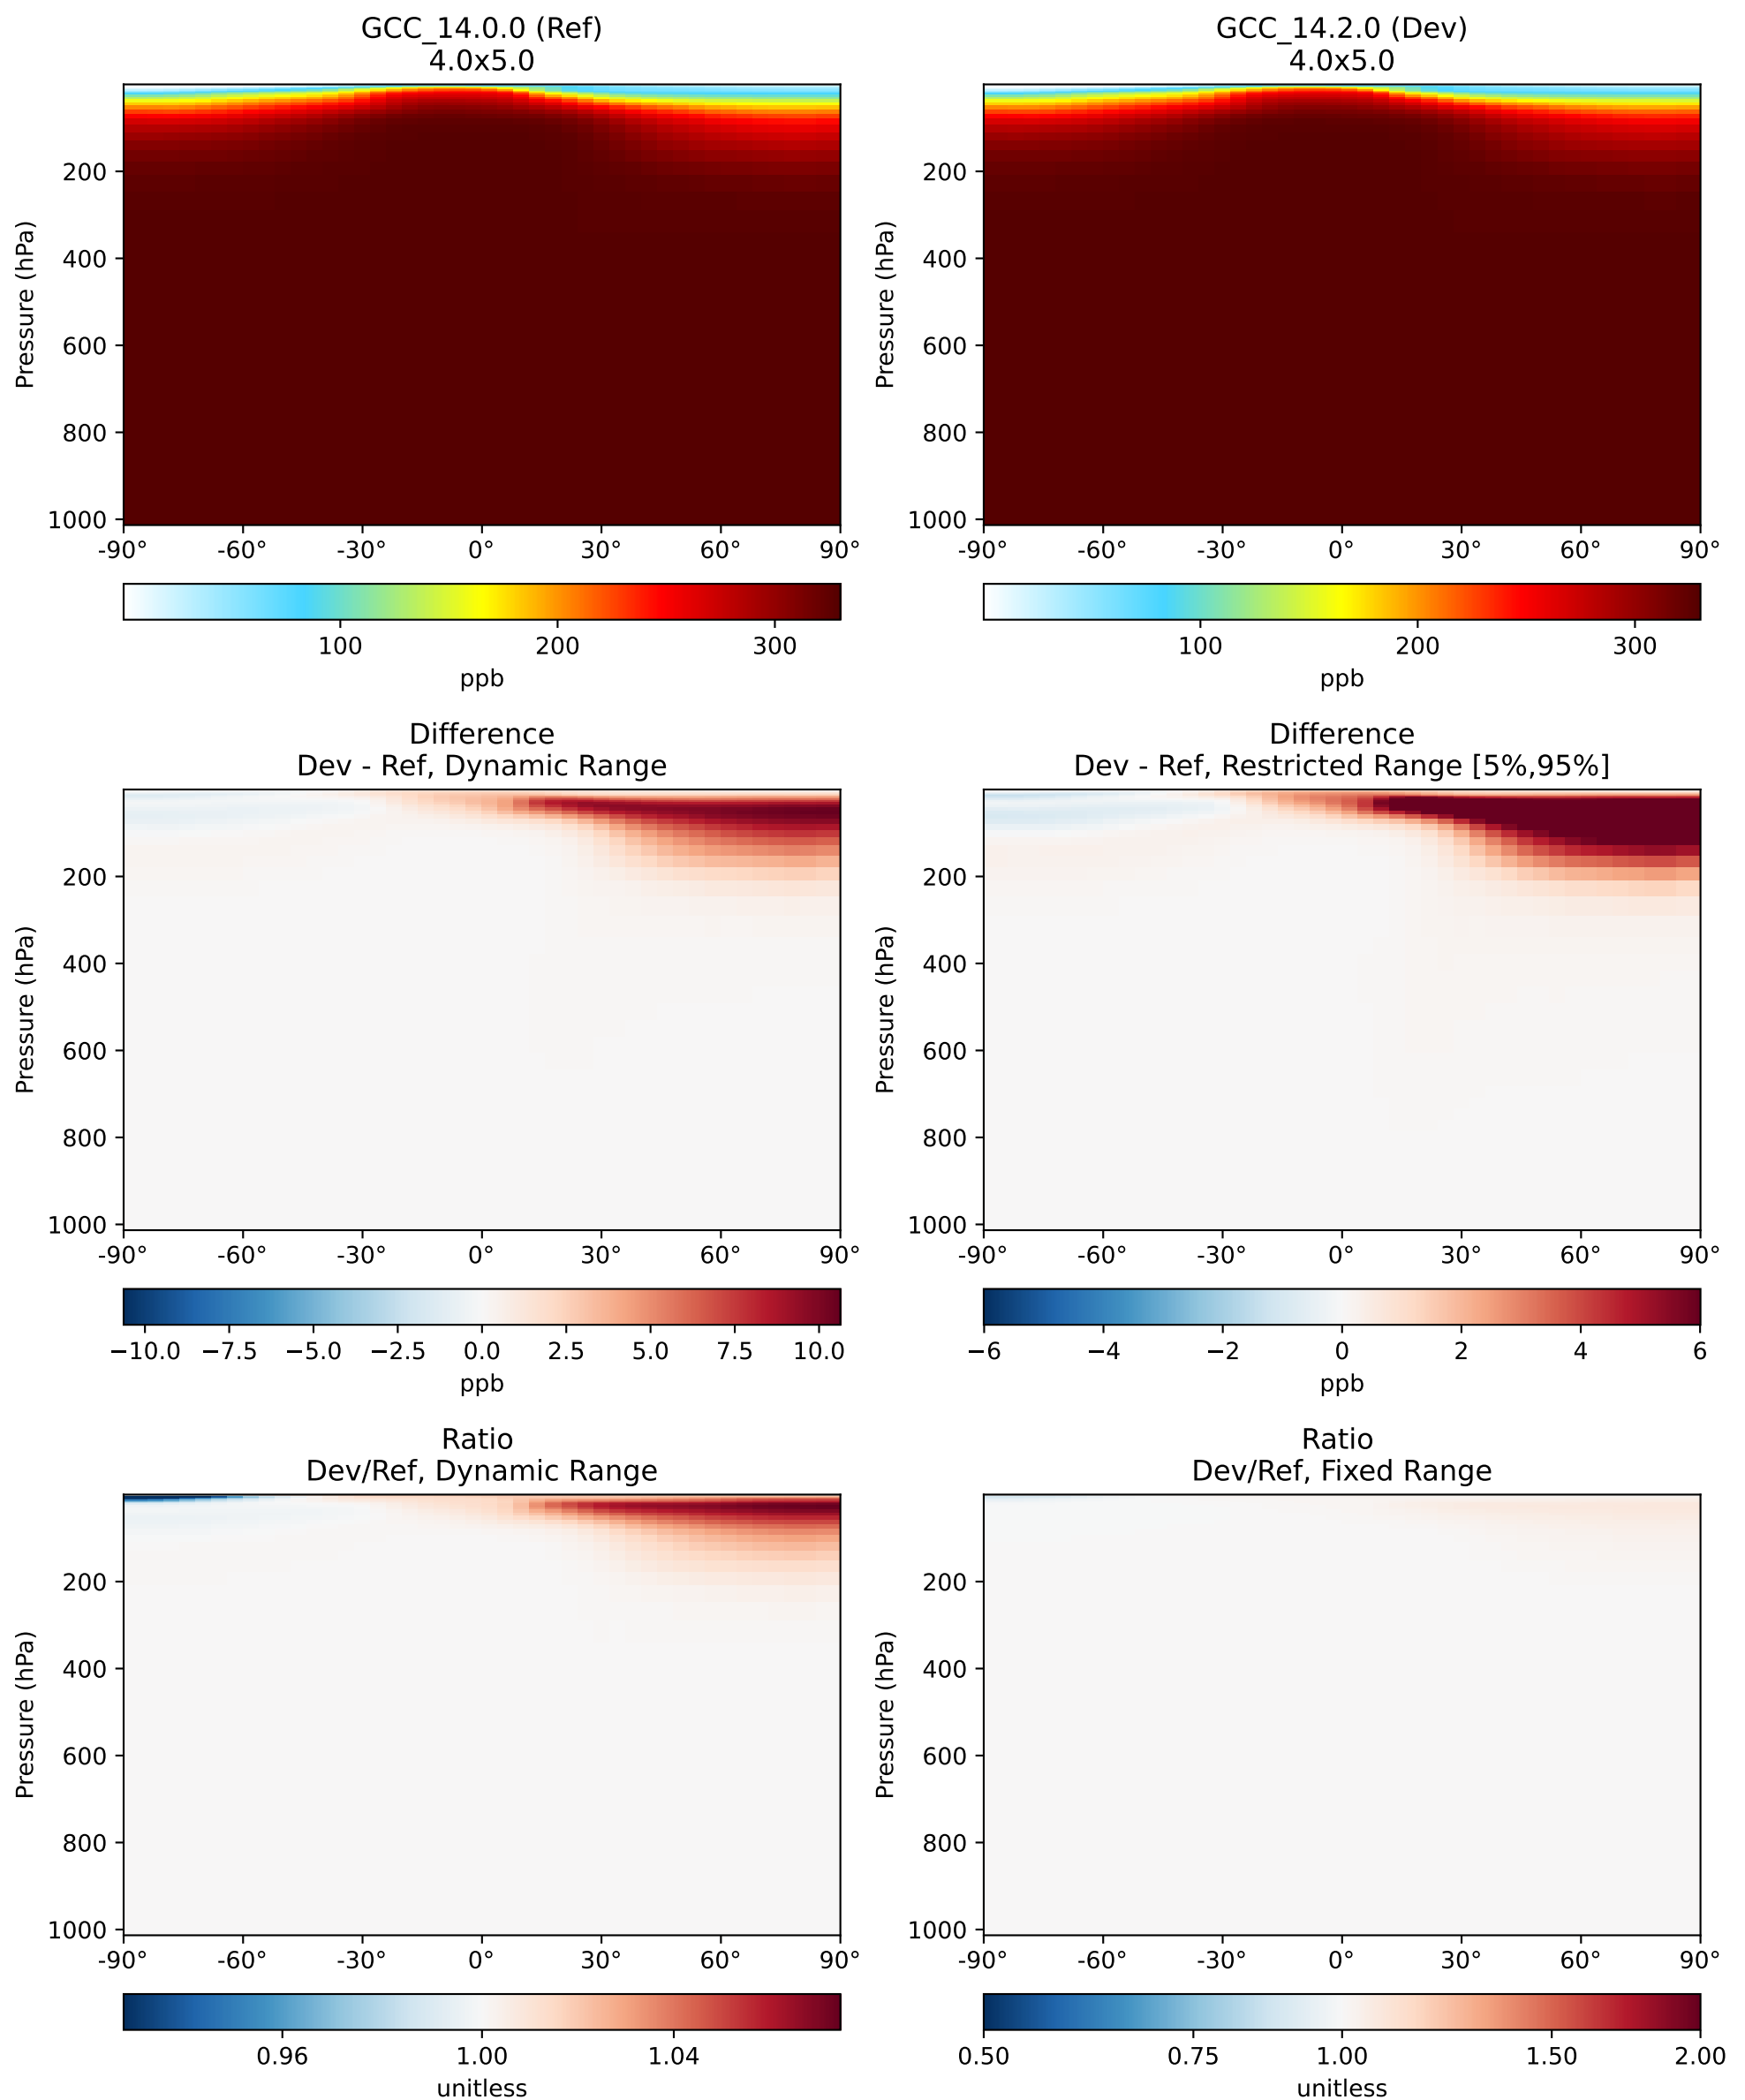 GCC_14.0.0 (Ref)
4.0x5.0
Pressure (hPa)
200
400
600
800
1000
-90° -60° -30° 0° 30° 60° 90°
100 200 300
ppb
GCC_14.2.0 (Dev)
4.0x5.0
Pressure (hPa)
200
400
600
800
1000
-90° -60° -30° 0° 30° 60° 90°
100 200 300
ppb
Difference
Dev - Ref, Dynamic Range
Pressure (hPa)
200
400
600
800
1000
-90° -60° -30° 0° 30° 60° 90°
−10.0 −7.5 −5.0 −2.5 0.0 2.5 5.0 7.5 10.0
ppb
Difference
Dev - Ref, Restricted Range [5%,95%]
Pressure (hPa)
200
400
600
800
1000
-90° -60° -30° 0° 30° 60° 90°
−6 −4 −2 0 2 4 6
ppb
Ratio
Dev/Ref, Dynamic Range
Pressure (hPa)
200
400
600
800
1000
-90° -60° -30° 0° 30° 60° 90°
0.96 1.00 1.04
unitless
Ratio
Dev/Ref, Fixed Range
Pressure (hPa)
200
400
600
800
1000
-90° -60° -30° 0° 30° 60° 90°
0.50 0.75 1.00 1.50 2.00
unitless